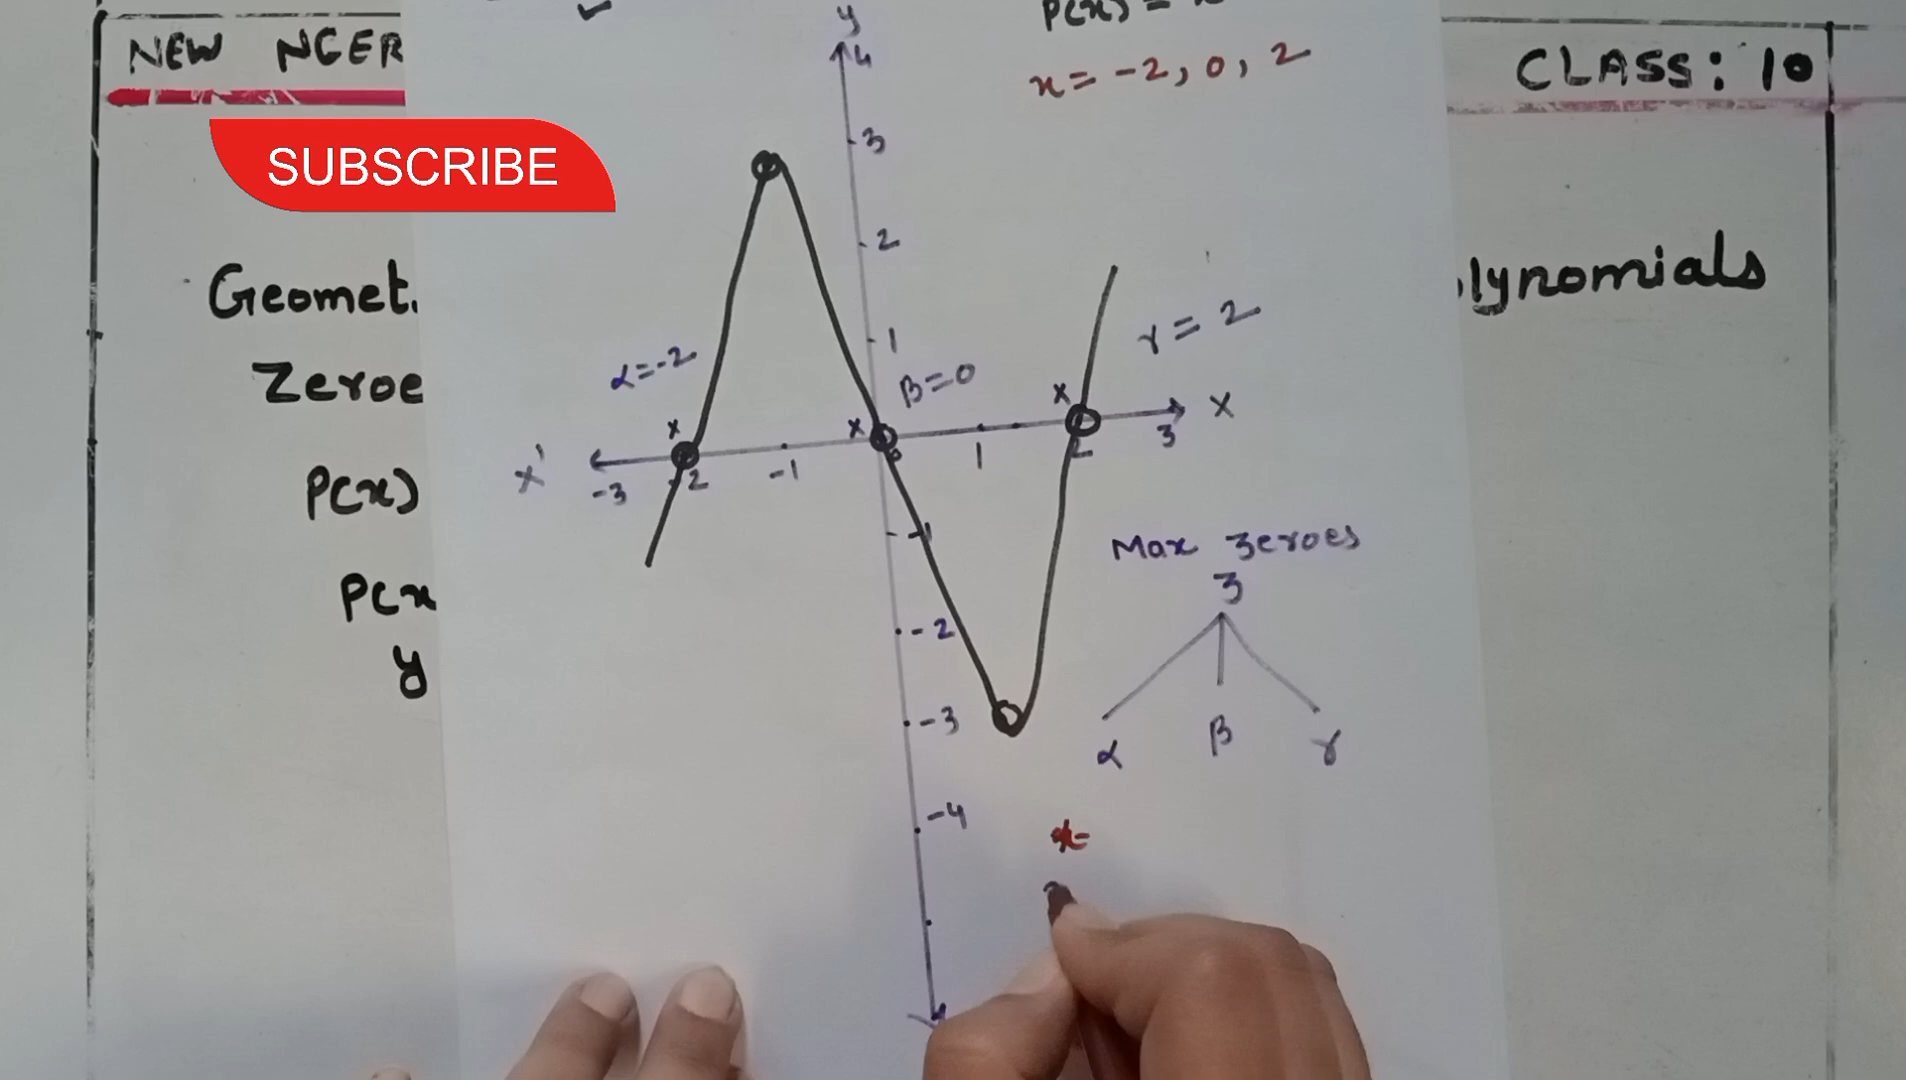 NEW NCER
CLASS: 10
SUBSCRIBE
P(x) =
x = -2, 0, 2
y
4
3
2
1
Geomet.
lynomials
Zeroe
P(x)
P(x
y
α=-2
β=0
γ = 2
x
x
x
X'
X
-3
-2
-1
1
2
3
-1
-2
-3
-4
Max zeroes
3
α
β
γ
x=